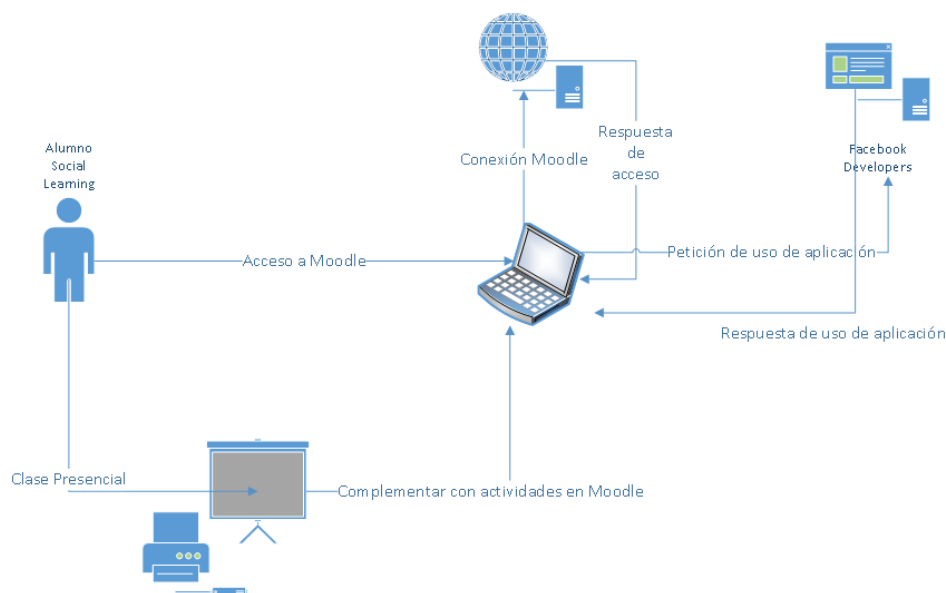 Alumno
Social
Learning
Conexión Moodle
Respuesta
de
acceso
Facebook
Developers
Acceso a Moodle
Petición de uso de aplicación
Respuesta de uso de aplicación
Clase Presencial
Complementar con actividades en Moodle